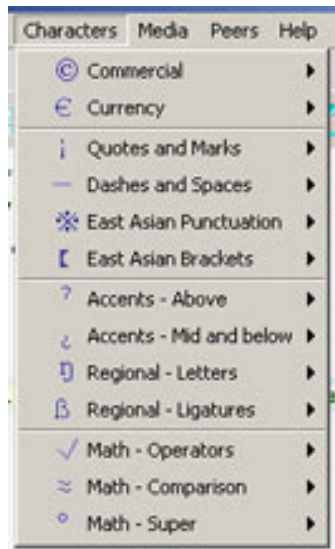 Characters Media Peers Help
© Commercial
€ Currency
¡ Quotes and Marks
— Dashes and Spaces
※ East Asian Punctuation
【 East Asian Brackets
Accents - Above
Accents - Mid and below
Regional - Letters
ß Regional - Ligatures
√ Math - Operators
≈ Math - Comparison
° Math - Super